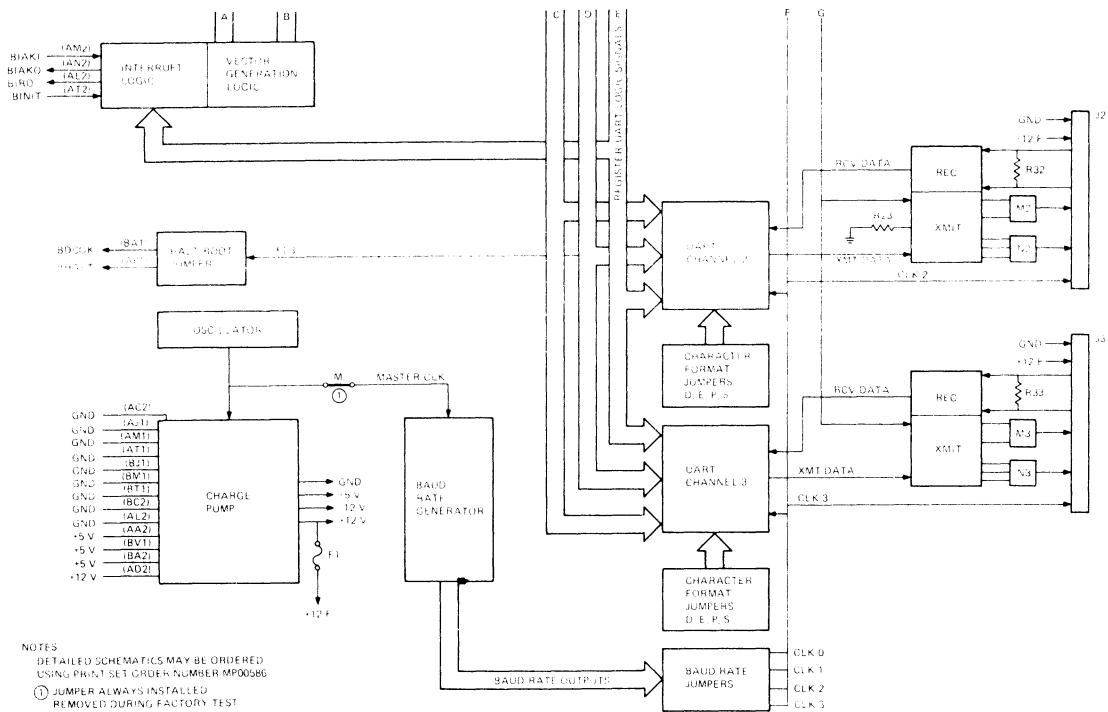 A
B
C
D
E
F
G
REGISTER UART LOGIC SIGNALS
BIAKI (AM2)
BIAKO (AN2)
BIRQ (AL2)
BINIT (AT2)
INTERRUPT
LOGIC
VECTOR
GENERATION
LOGIC
BDCOK (BA1)
HALT/BOOT
JUMPER
OSCILLATOR
M
①
MASTER CLK
GND (AC2)
GND (AJ1)
GND (AM1)
GND (AT1)
GND (BJ1)
GND (BM1)
GND (BT1)
GND (BC2)
GND (AL2)
+5 V (AA2)
+5 V (BV1)
+5 V (BA2)
+12 V (AD2)
CHARGE
PUMP
GND
+5 V
-12 V
+12 V
F1
+12 F
BAUD
RATE
GENERATOR
BAUD RATE OUTPUTS
UART
CHANNEL 2
CHARACTER
FORMAT
JUMPERS
D, E, P, S
UART
CHANNEL 3
CHARACTER
FORMAT
JUMPERS
D, E, P, S
BAUD RATE
JUMPERS
CLK 0
CLK 1
CLK 2
CLK 3
RCV DATA
R23
XMT DATA
CLK 2
REC
XMIT
GND
+12 F
R32
M2
N2
J2
RCV DATA
XMT DATA
CLK 3
REC
XMIT
GND
+12 F
R33
M3
N3
J3
NOTES
DETAILED SCHEMATICS MAY BE ORDERED
USING PRINT SET ORDER NUMBER MP00586
① JUMPER ALWAYS INSTALLED
REMOVED DURING FACTORY TEST